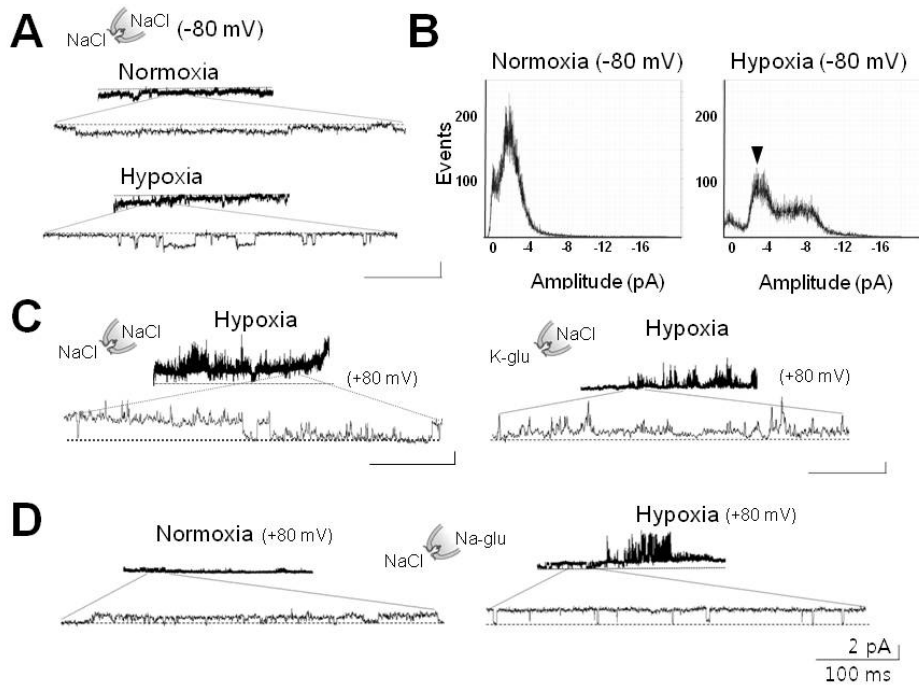 A
NaCl
NaCl
(-80 mV)
Normoxia
Hypoxia
B
Normoxia (-80 mV)
Events
200
100
0 -4 -8 -12 -16
Amplitude (pA)
Hypoxia (-80 mV)
200
100
0 -4 -8 -12 -16
Amplitude (pA)
C
NaCl
NaCl
Hypoxia
(+80 mV)
K-glu
NaCl
Hypoxia
(+80 mV)
D
Normoxia (+80 mV)
NaCl
Na-glu
Hypoxia (+80 mV)
2 pA
100 ms